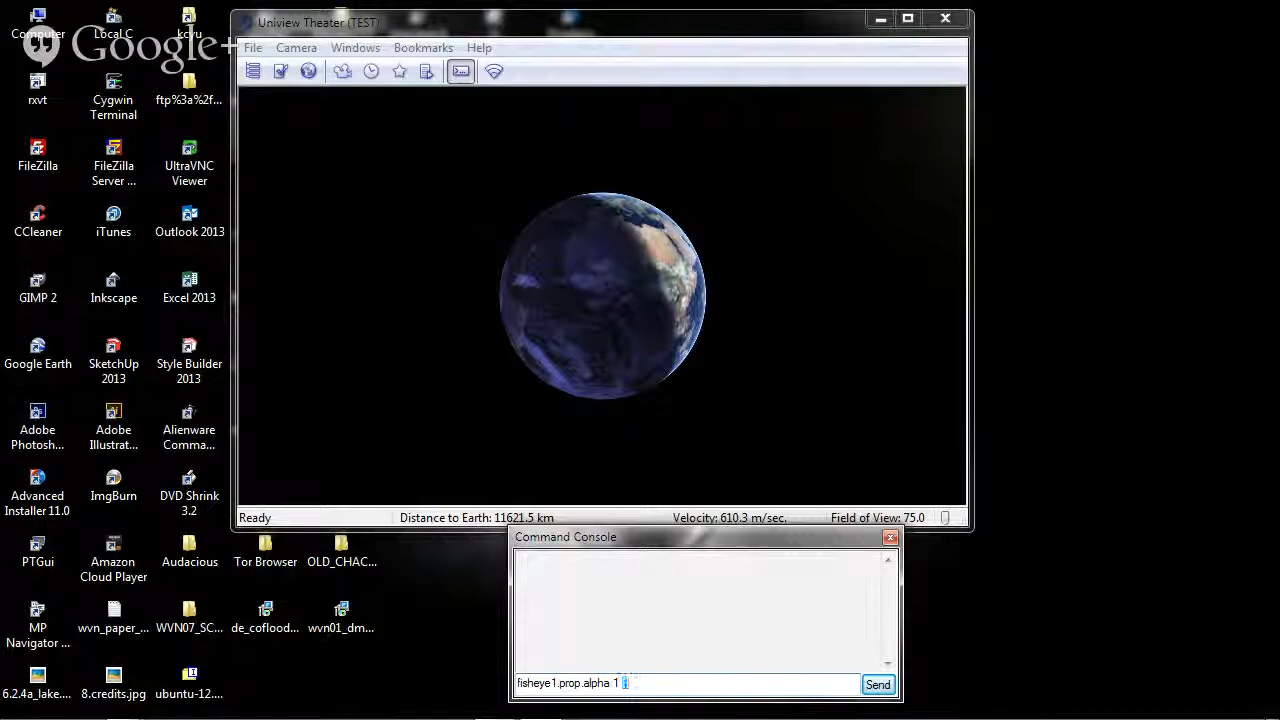 Computer
Local C
kcyu
Google+
rxvt
Cygwin
Terminal
ftp%3a%2f...
FileZilla
FileZilla
Server ...
UltraVNC
Viewer
CCleaner
iTunes
Outlook 2013
GIMP 2
Inkscape
Excel 2013
Google Earth
SketchUp
2013
Style Builder
2013
Adobe
Photosh...
Adobe
Illustrat...
Alienware
Comma...
Advanced
Installer 11.0
ImgBurn
DVD Shrink
3.2
PTGui
Amazon
Cloud Player
Audacious
Tor Browser
OLD_CHAC...
MP
Navigator ...
wvn_paper_...
WVN07_SC...
de_coflood...
wvn01_dm...
6.2.4a_lake....
8.credits.jpg
ubuntu-12....
Uniview Theater (TEST)
File Camera Windows Bookmarks Help
Ready Distance to Earth: 11621.5 km Velocity: 610.3 m/sec. Field of View: 75.0
Command Console
fisheye1.prop.alpha 1
Send